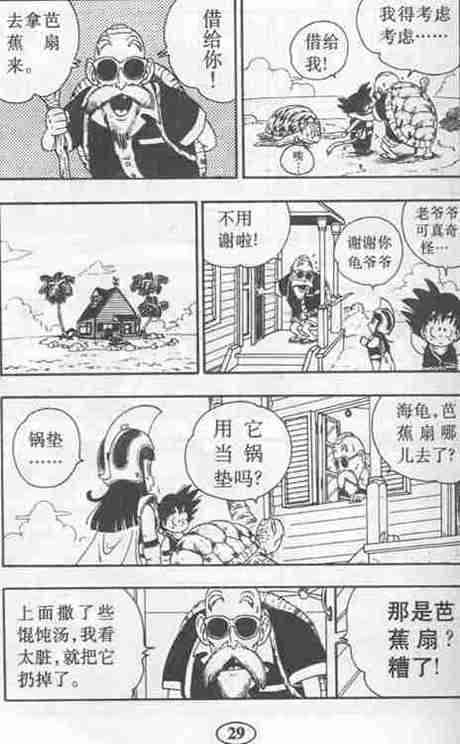 我得考虑
考虑……
借给
我!
唉…
借给你!
去拿芭
蕉扇
来。
老爷爷
可真奇
怪…
谢谢你
龟爷爷
不用
谢啦!
海龟,芭
蕉扇哪
儿去了?
用它
当锅
垫吗?
锅垫
……
那是芭
蕉扇?
糟了!
上面撒了些
馄饨汤,我看
太脏,就把它
扔掉了。
29